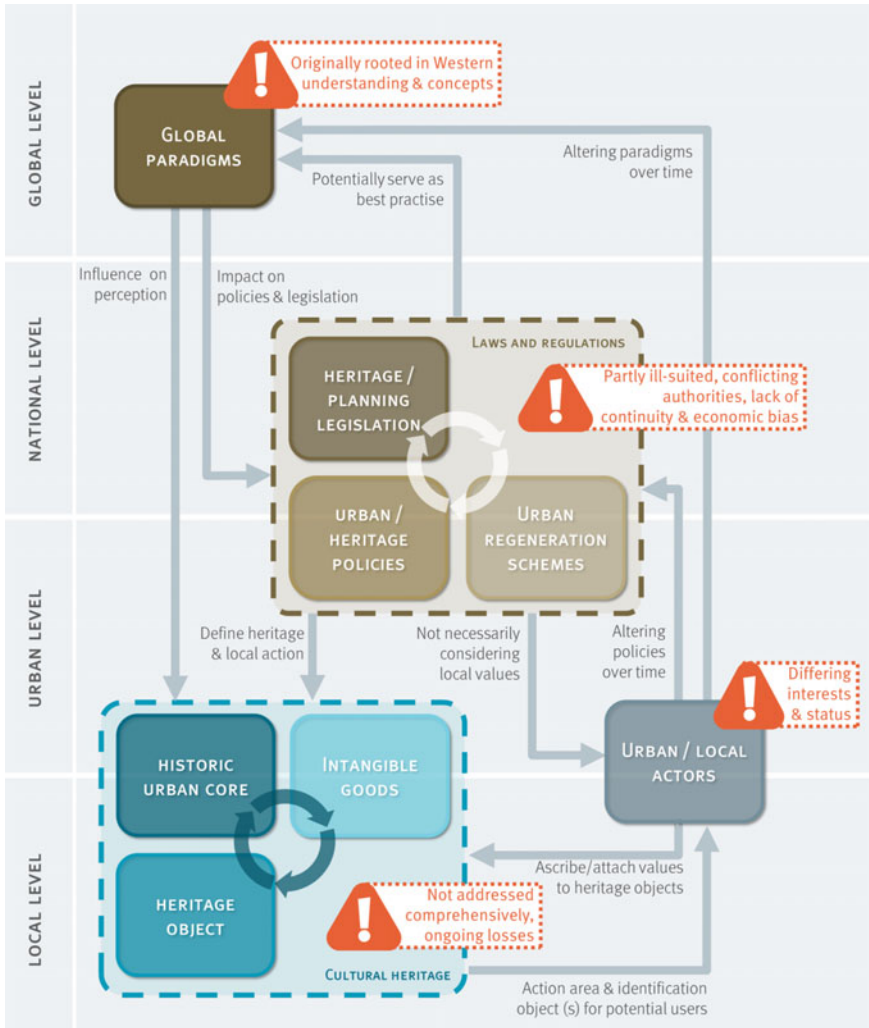 GLOBAL LEVEL
Originally rooted in Western
understanding & concepts
GLOBAL
PARADIGMS
Altering paradigms
over time
Potentially serve as
best practise
Influence on
perception
Impact on
policies & legislation
NATIONAL LEVEL
LAWS AND REGULATIONS
HERITAGE /
PLANNING
LEGISLATION
Partly ill-suited, conflicting
authorities, lack of
continuity & economic bias
URBAN /
HERITAGE
POLICIES
URBAN
REGENERATION
SCHEMES
URBAN LEVEL
Define heritage
& local action
Not necessarily
considering
local values
Altering
policies
over time
Differing
interests
& status
HISTORIC
URBAN CORE
INTANGIBLE
GOODS
URBAN / LOCAL
ACTORS
LOCAL LEVEL
Ascribe/attach values
to heritage objects
HERITAGE
OBJECT
Not addressed
comprehensively,
ongoing losses
CULTURAL HERITAGE
Action area & identification
object (s) for potential users